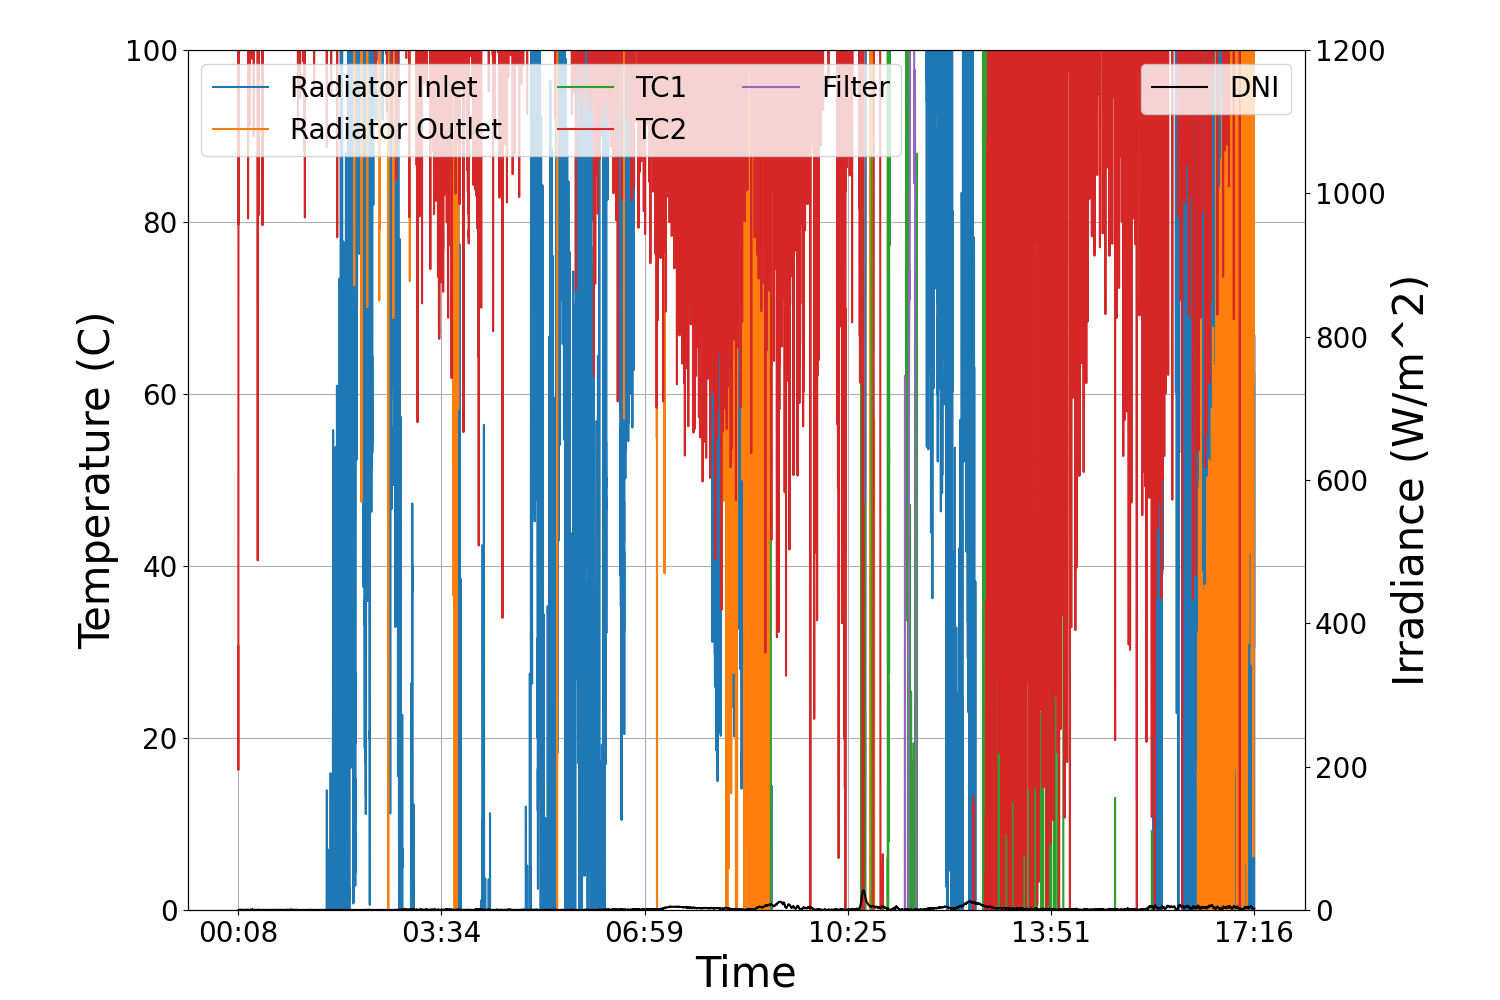 100
80
60
40
20
0
Temperature (C)
Radiator Inlet
Radiator Outlet
TC1
TC2
Filter
DNI
1200
1000
800
600
400
200
0
Irradiance (W/m^2)
00:08
03:34
06:59
10:25
13:51
17:16
Time